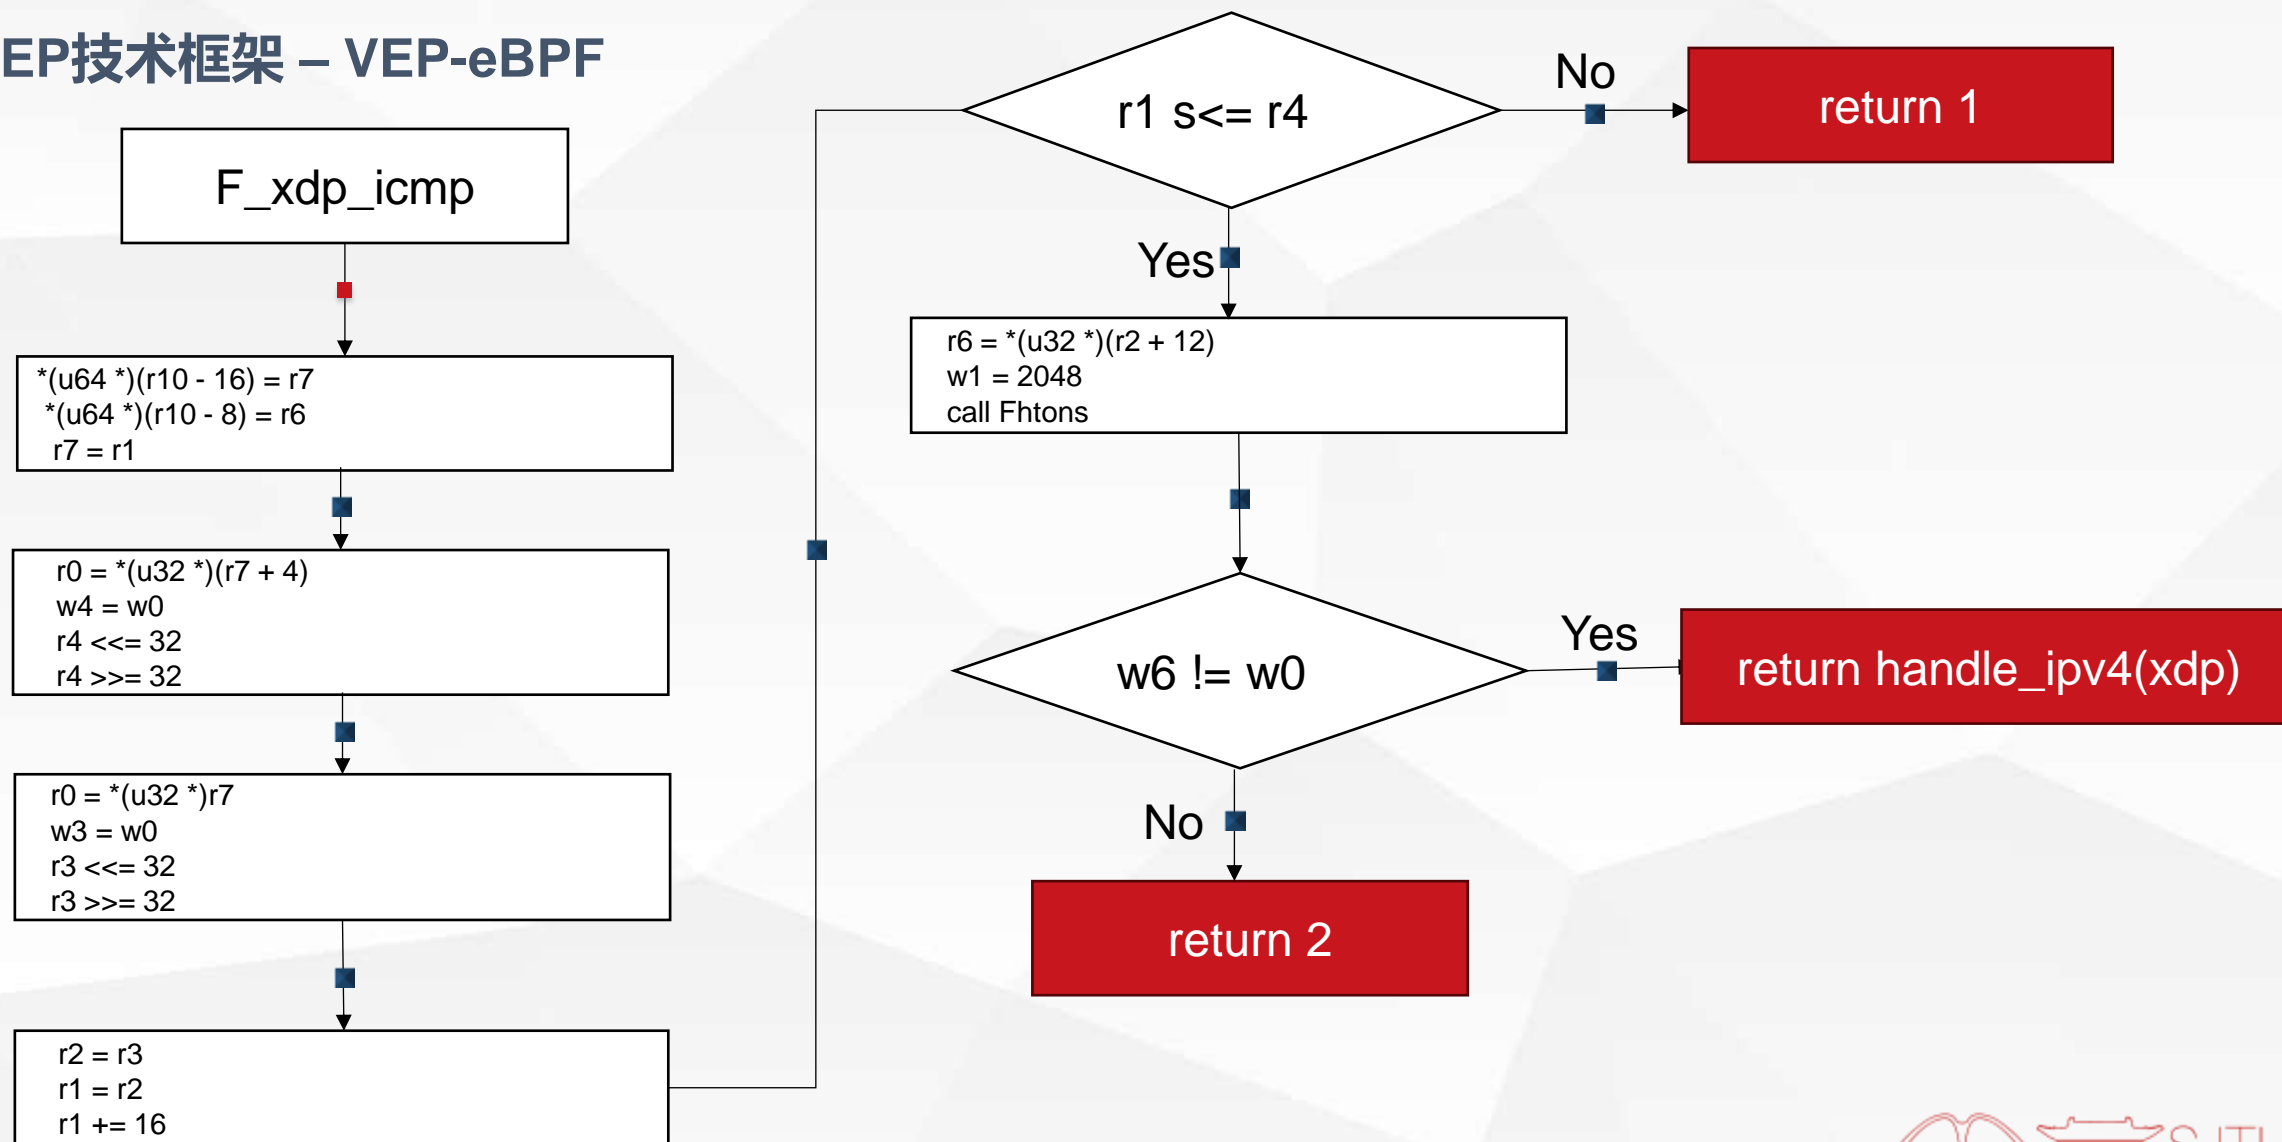 EP技术框架 – VEP-eBPF
F_xdp_icmp
*(u64 *)(r10 - 16) = r7
*(u64 *)(r10 - 8) = r6
r7 = r1
r0 = *(u32 *)(r7 + 4)
w4 = w0
r4 <<= 32
r4 >>= 32
r0 = *(u32 *)r7
w3 = w0
r3 <<= 32
r3 >>= 32
r2 = r3
r1 = r2
r1 += 16
r1 s<= r4
No
return 1
Yes
r6 = *(u32 *)(r2 + 12)
w1 = 2048
call Fhtons
w6 != w0
Yes
return handle_ipv4(xdp)
No
return 2